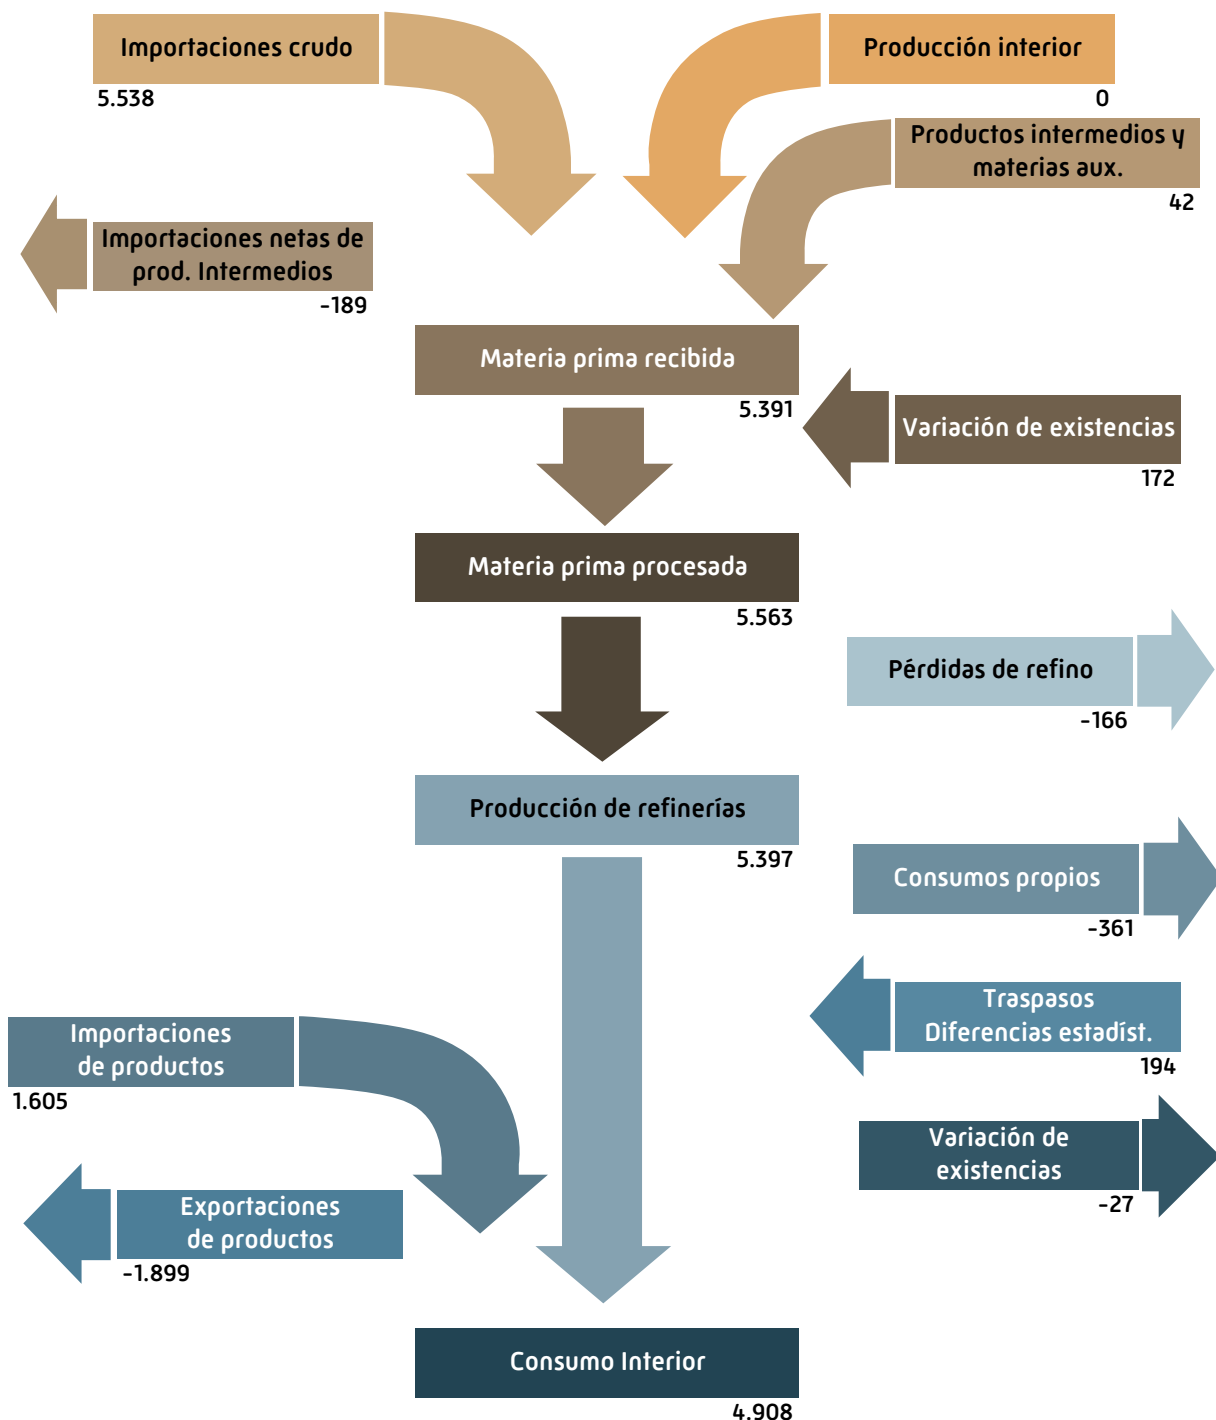 Importaciones crudo
5.538
Producción interior
0
Productos intermedios y
materias aux.
42
Importaciones netas de
prod. Intermedios
-189
Materia prima recibida
5.391
Variación de existencias
172
Materia prima procesada
5.563
Pérdidas de refino
-166
Producción de refinerías
5.397
Consumos propios
-361
Traspasos
Diferencias estadíst.
194
Importaciones
de productos
1.605
Variación de
existencias
-27
Exportaciones
de productos
-1.899
Consumo Interior
4.908